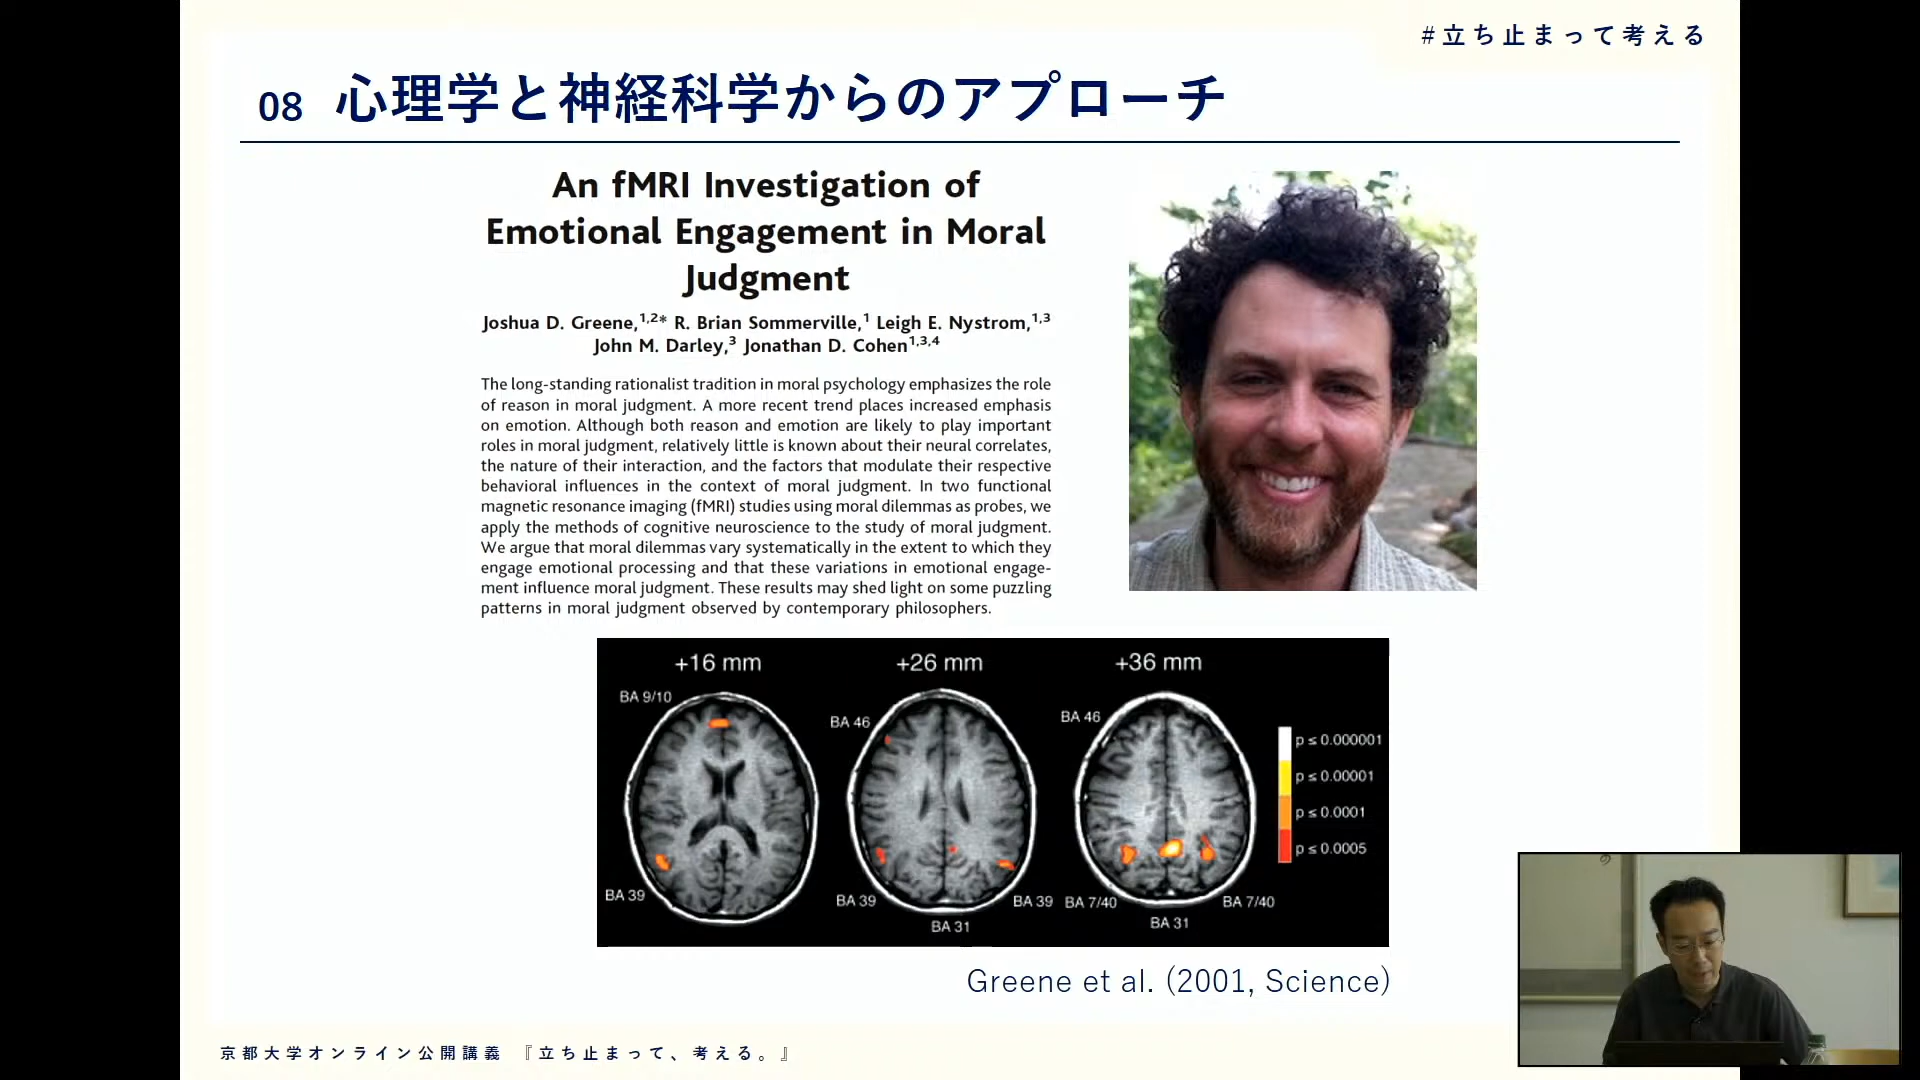 #立ち止まって考える
08 心理学と神経科学からのアプローチ
An fMRI Investigation of
Emotional Engagement in Moral
Judgment
Joshua D. Greene,1,2* R. Brian Sommerville,1 Leigh E. Nystrom,1,3
John M. Darley,3 Jonathan D. Cohen1,3,4
The long-standing rationalist tradition in moral psychology emphasizes the role
of reason in moral judgment. A more recent trend places increased emphasis
on emotion. Although both reason and emotion are likely to play important
roles in moral judgment, relatively little is known about their neural correlates,
the nature of their interaction, and the factors that modulate their respective
behavioral influences in the context of moral judgment. In two functional
magnetic resonance imaging (fMRI) studies using moral dilemmas as probes, we
apply the methods of cognitive neuroscience to the study of moral judgment.
We argue that moral dilemmas vary systematically in the extent to which they
engage emotional processing and that these variations in emotional engage-
ment influence moral judgment. These results may shed light on some puzzling
patterns in moral judgment observed by contemporary philosophers.
+16 mm
+26 mm
+36 mm
BA 9/10
BA 46
BA 46
p ≤ 0.000001
p ≤ 0.00001
p ≤ 0.0001
p ≤ 0.0005
BA 39
BA 39
BA 31
BA 39
BA 7/40
BA 31
BA 7/40
Greene et al. (2001, Science)
の
京都大学オンライン公開講義 『立ち止まって、考える。』